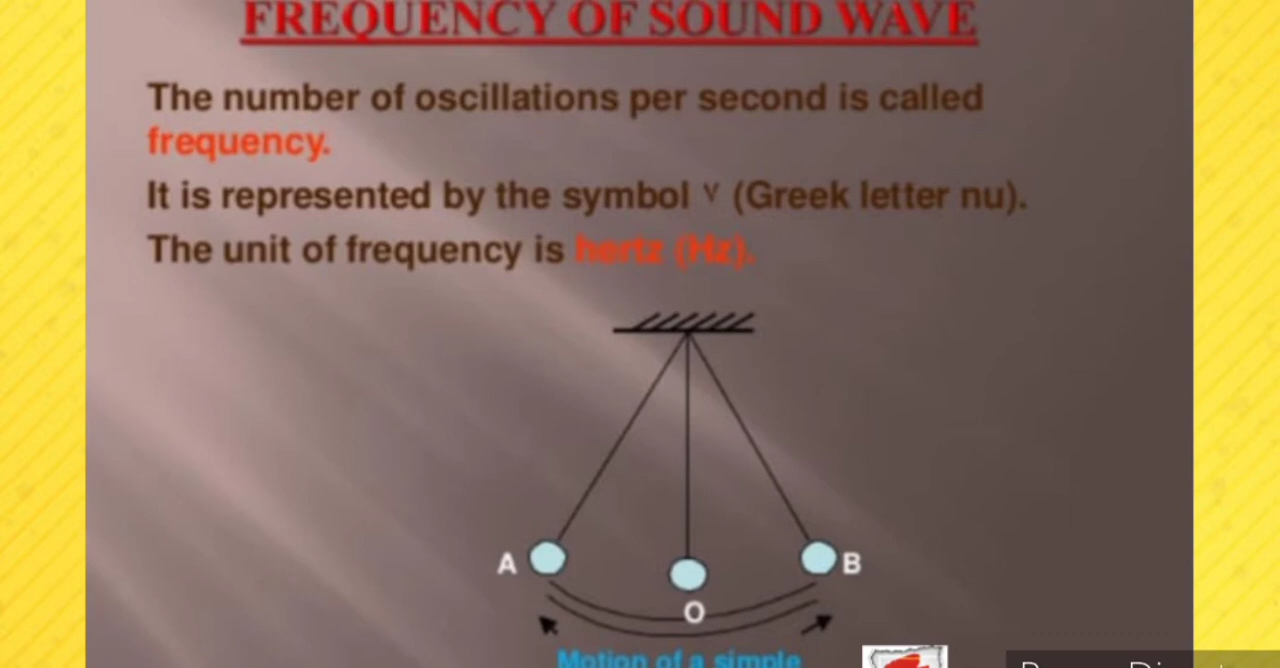 FREQUENCY OF SOUND WAVE
The number of oscillations per second is called
frequency.
It is represented by the symbol ν (Greek letter nu).
The unit of frequency is hertz (Hz).
A
B
O
Motion of a simple